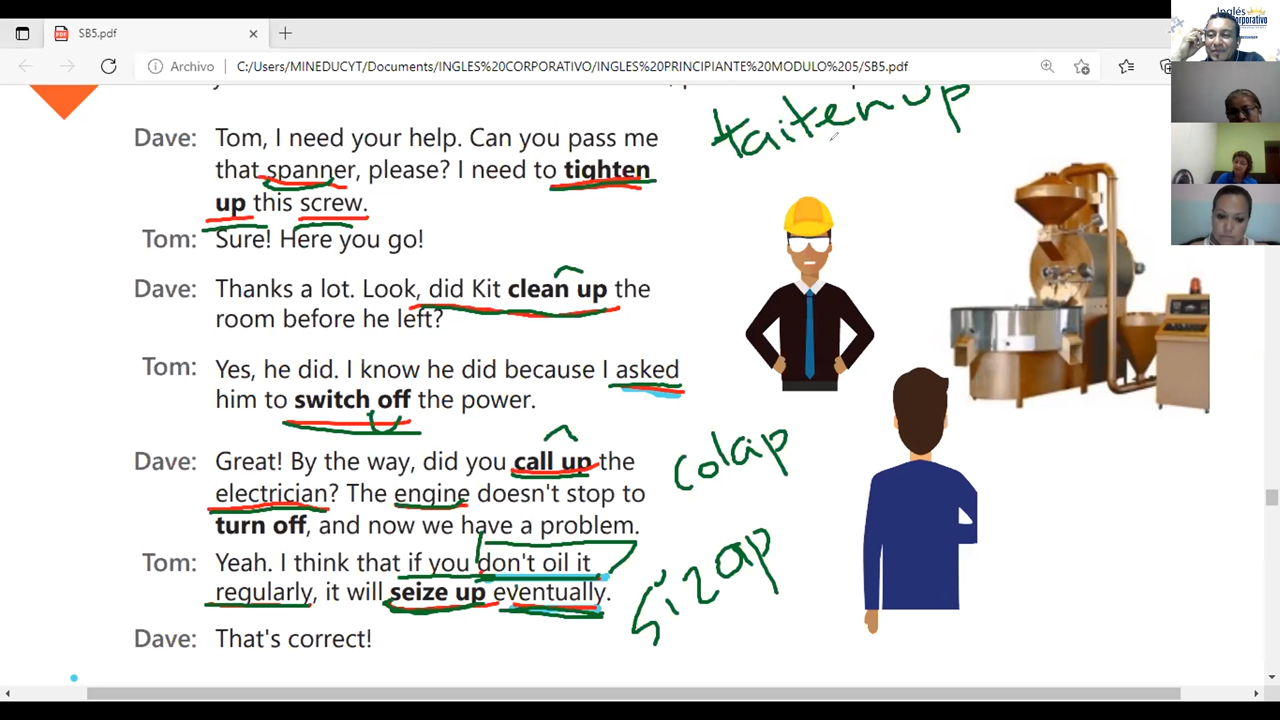 SB5.pdf
Archivo
C:/Users/MINEDUCYT/Documents/INGLES%20CORPORATIVO/INGLES%20PRINCIPIANTE%20MODULO%205/SB5.pdf
Inglés
Corporativo
taitenup
Dave: Tom, I need your help. Can you pass me
that spanner, please? I need to tighten
up this screw.
Tom: Sure! Here you go!
Dave: Thanks a lot. Look, did Kit clean up the
room before he left?
Tom: Yes, he did. I know he did because I asked
him to switch off the power.
Dave: Great! By the way, did you call up the
electrician? The engine doesn't stop to
turn off, and now we have a problem.
colap
Tom: Yeah. I think that if you don't oil it
regularly, it will seize up eventually.
sizap
Dave: That's correct!